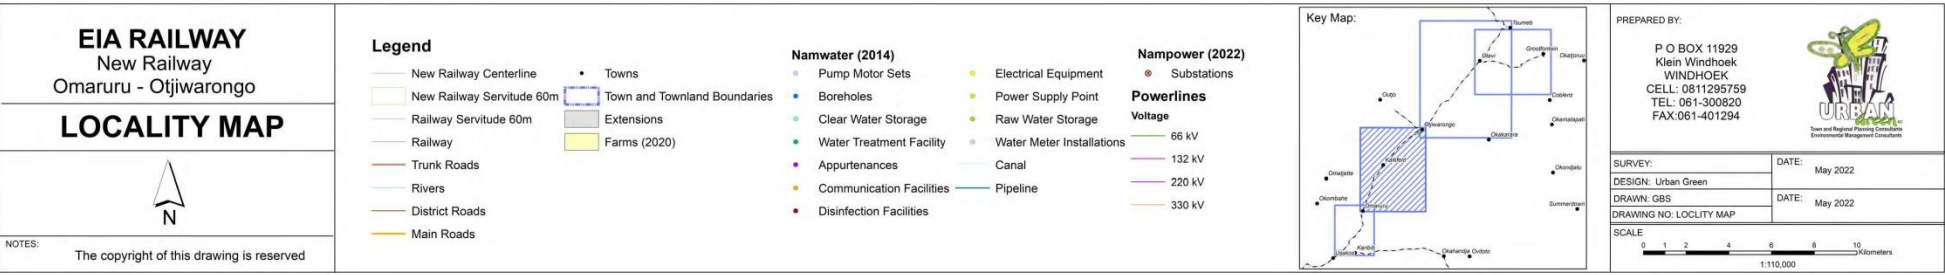 EIA RAILWAY
New Railway
Omaruru - Otjiwarongo
LOCALITY MAP
N
NOTES:
The copyright of this drawing is reserved
Legend
New Railway Centerline
New Railway Servitude 60m
Railway Servitude 60m
Railway
Trunk Roads
Rivers
District Roads
Main Roads
Towns
Town and Townland Boundaries
Extensions
Farms (2020)
Namwater (2014)
Pump Motor Sets
Boreholes
Clear Water Storage
Water Treatment Facility
Appurtenances
Communication Facilities
Disinfection Facilities
Electrical Equipment
Power Supply Point
Raw Water Storage
Water Meter Installations
Canal
Pipeline
Nampower (2022)
Substations
Powerlines
Voltage
66 kV
132 kV
220 kV
330 kV
Key Map:
Tsumeb
Otavi
Grootfontein
Okatjoruu
Outjo
Coblenz
Otjiwarongo
Okamatapati
Okakarara
Kalkfeld
Omatjette
Okondjatu
Okombahe
Omaruru
Summerdown
Usakos
Karibib
Okahandja
Ovitoto
PREPARED BY:
P O BOX 11929
Klein Windhoek
WINDHOEK
CELL: 0811295759
TEL: 061-300820
FAX:061-401294
URBAN
green
Town and Regional Planning Consultants
Environmental Management Consultants
SURVEY:
DATE:
May 2022
DESIGN: Urban Green
DRAWN: GBS
DATE:
May 2022
DRAWING NO: LOCLITY MAP
SCALE
0 1 2 4 6 8 10
Kilometers
1:110,000